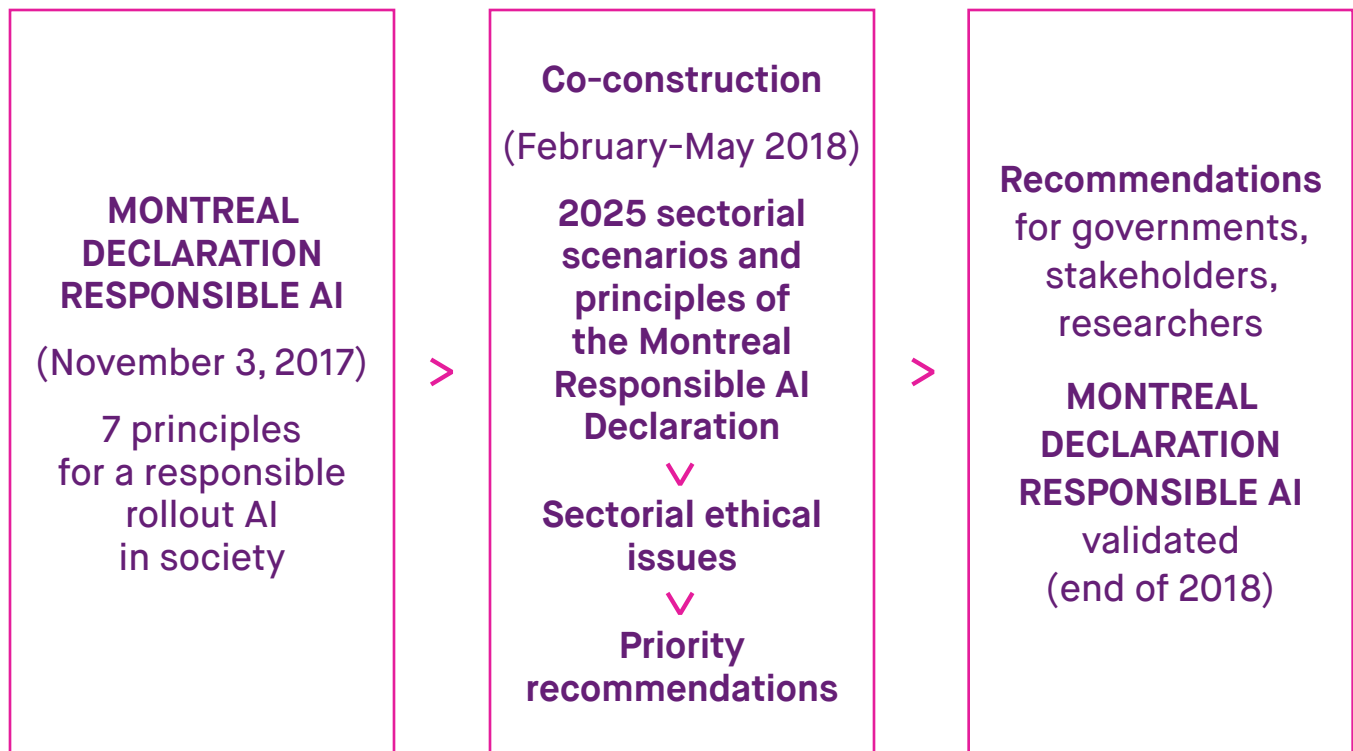 MONTREAL
DECLARATION
RESPONSIBLE AI
(November 3, 2017)
7 principles
for a responsible
rollout AI
in society
>
Co-construction
(February-May 2018)
2025 sectorial
scenarios and
principles of
the Montreal
Responsible AI
Declaration
Sectorial ethical
issues
Priority
recommendations
>
Recommendations
for governments,
stakeholders,
researchers
MONTREAL
DECLARATION
RESPONSIBLE AI
validated
(end of 2018)